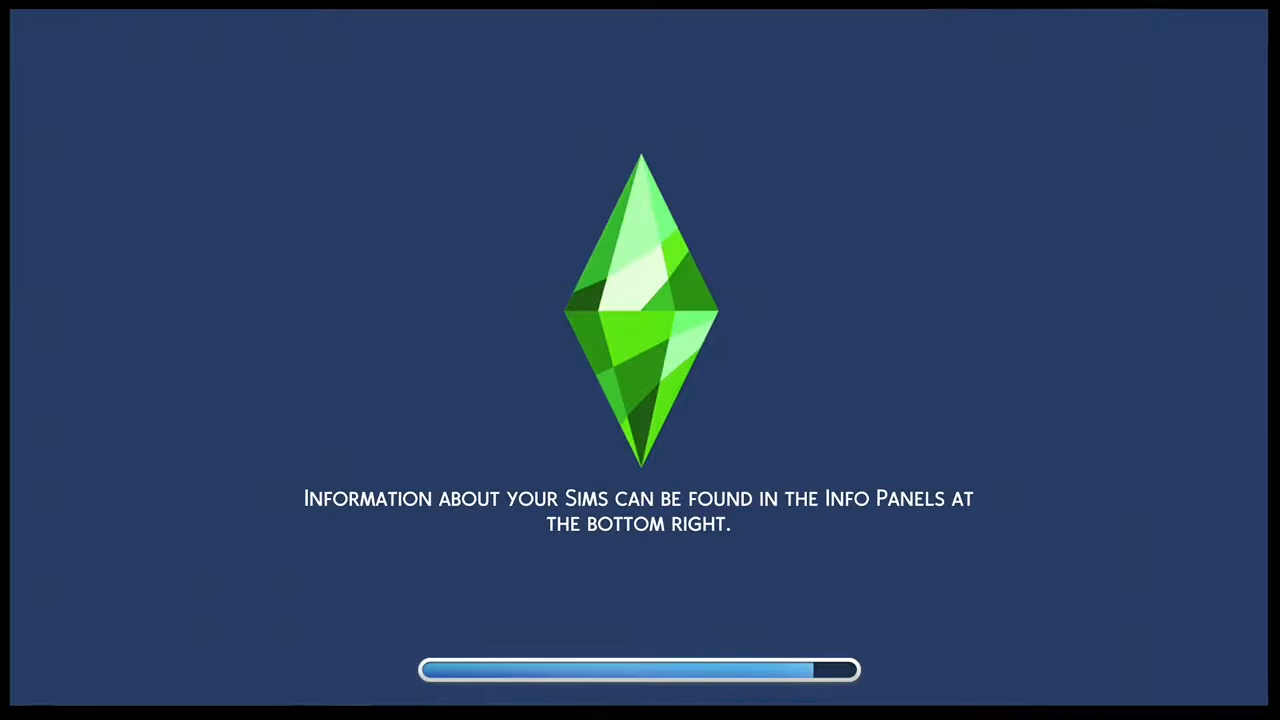 Information about your Sims can be found in the Info Panels at
the bottom right.